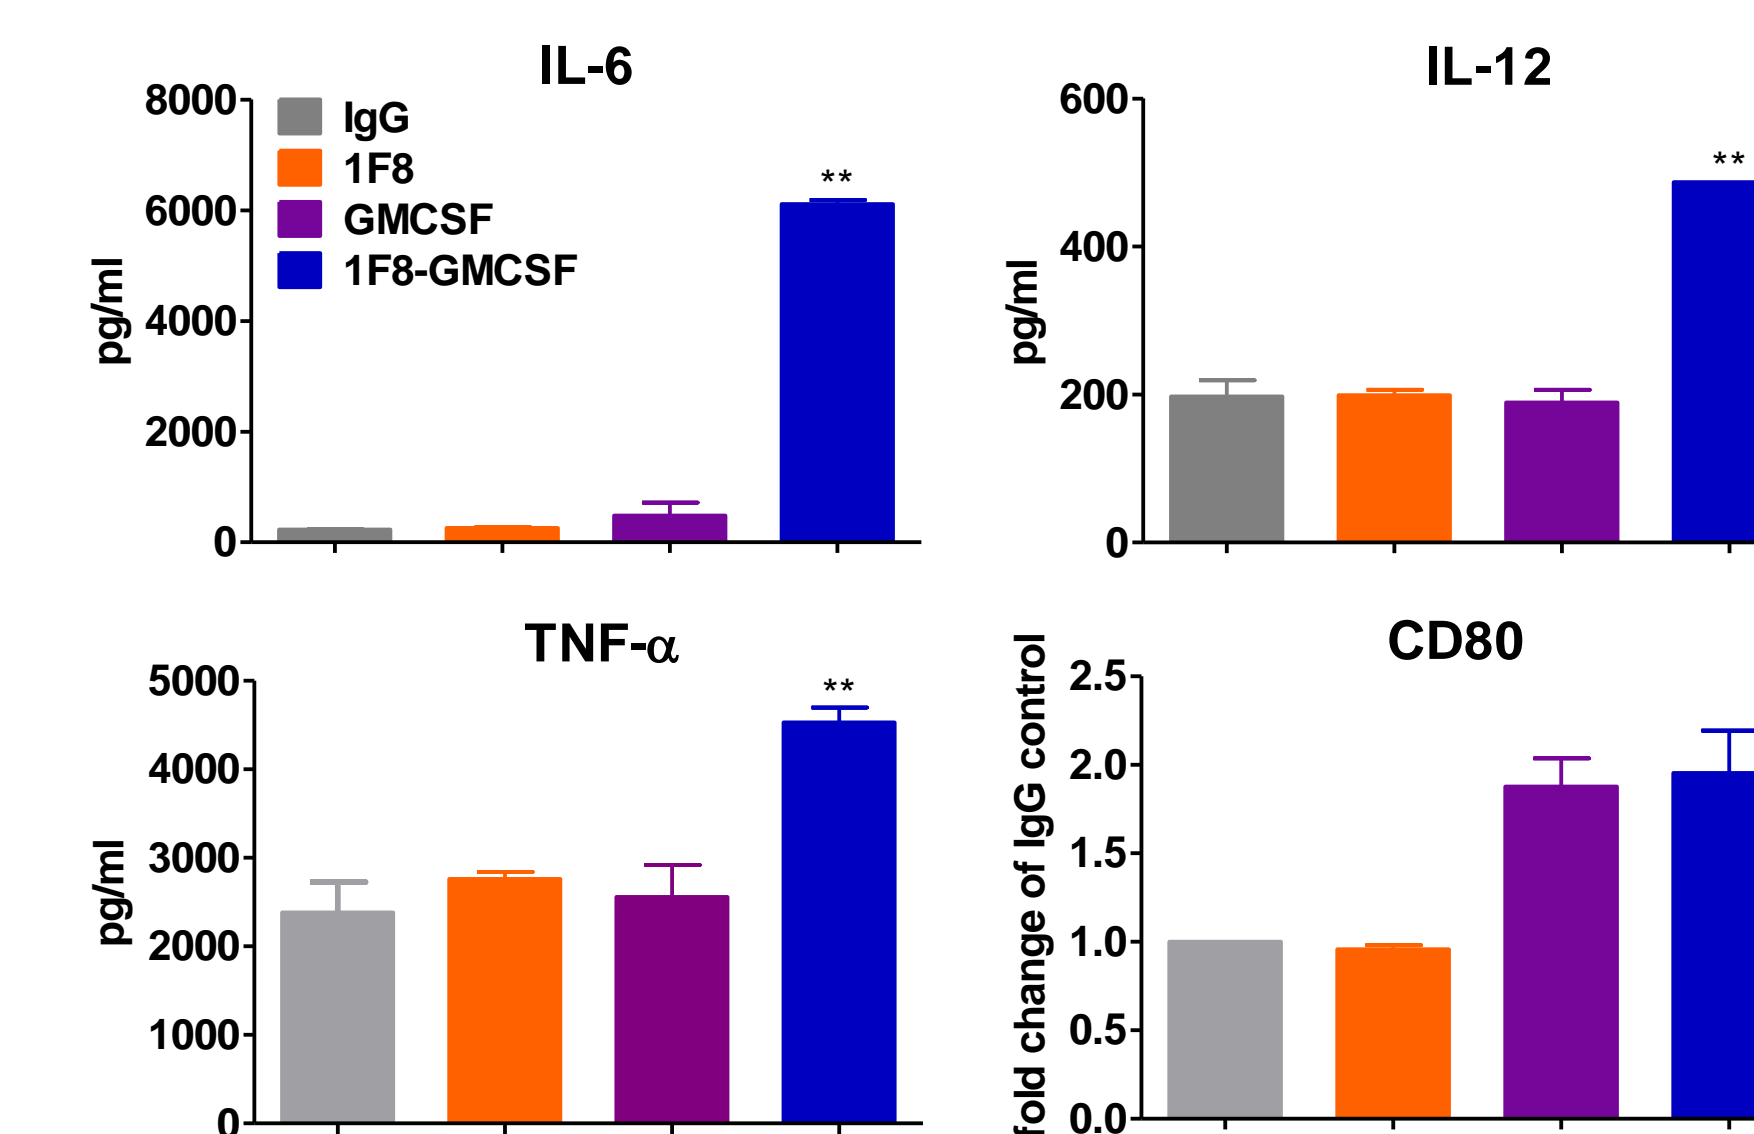 IL-6
8000
6000
4000
2000
0
pg/ml
IgG
1F8
GMCSF
1F8-GMCSF
**
IL-12
600
400
200
0
pg/ml
**
TNF-α
5000
4000
3000
2000
1000
0
pg/ml
**
CD80
2.5
2.0
1.5
1.0
0.5
0.0
fold change of IgG control